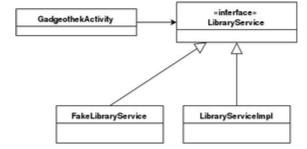 «interface»
GadgeothekActivity
LibraryService
FakeLibraryService
LibraryServiceImpl